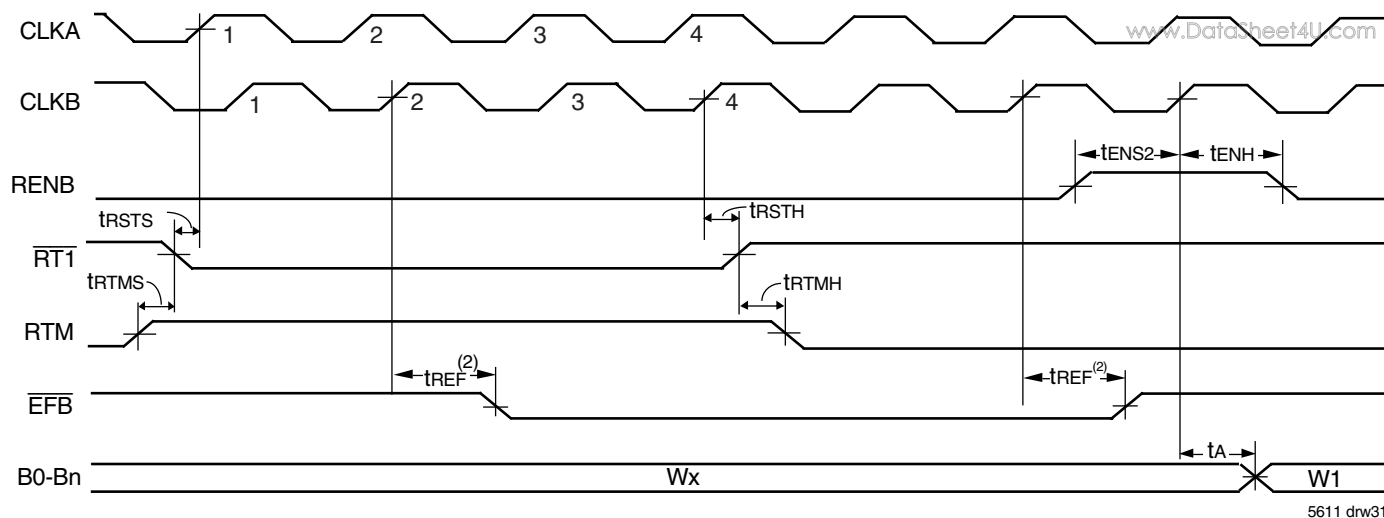 CLKA 1 2 3 4 www.DataSheet4U.com
CLKB 1 2 3 4
tENS2 tENH
RENB
tRSTS tRSTH
RT1
tRTMS tRTMH
RTM
tREF(2) tREF(2)
EFB
tA
B0-Bn Wx W1
5611 drw31